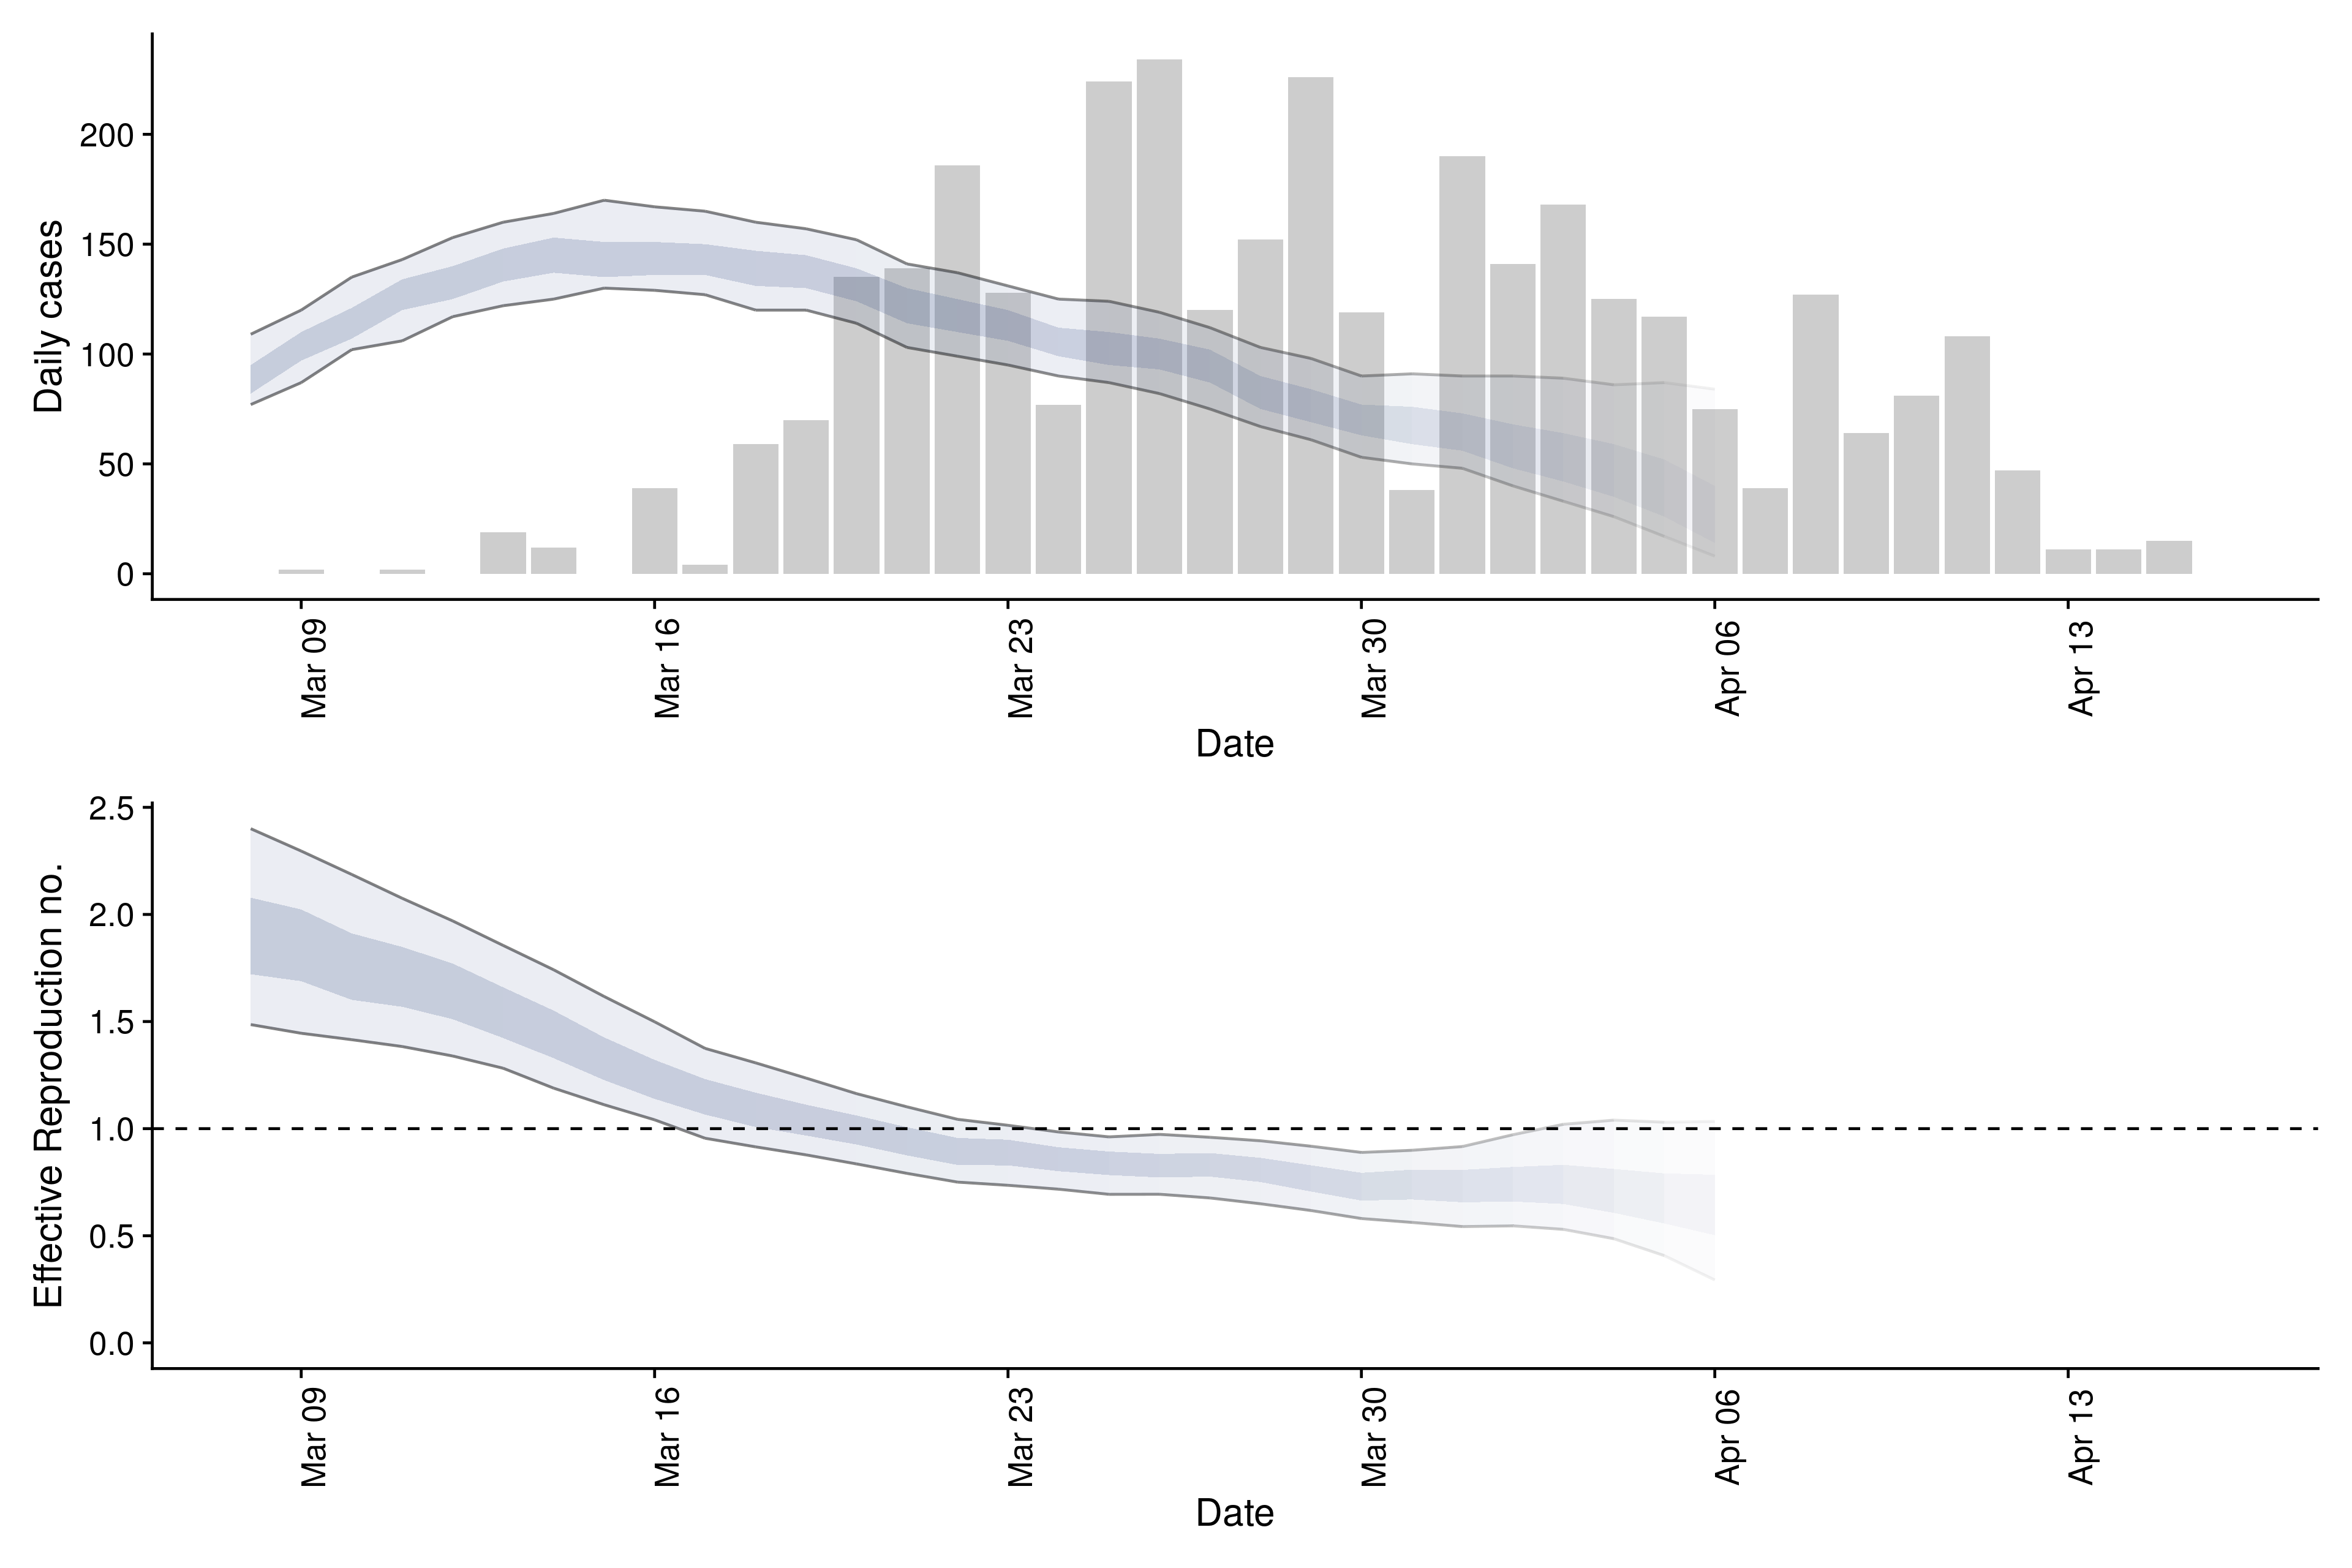 Daily cases
200
150
100
50
0
Mar 09
Mar 16
Mar 23
Mar 30
Apr 06
Apr 13
Date
Effective Reproduction no.
2.5
2.0
1.5
1.0
0.5
0.0
Mar 09
Mar 16
Mar 23
Mar 30
Apr 06
Apr 13
Date